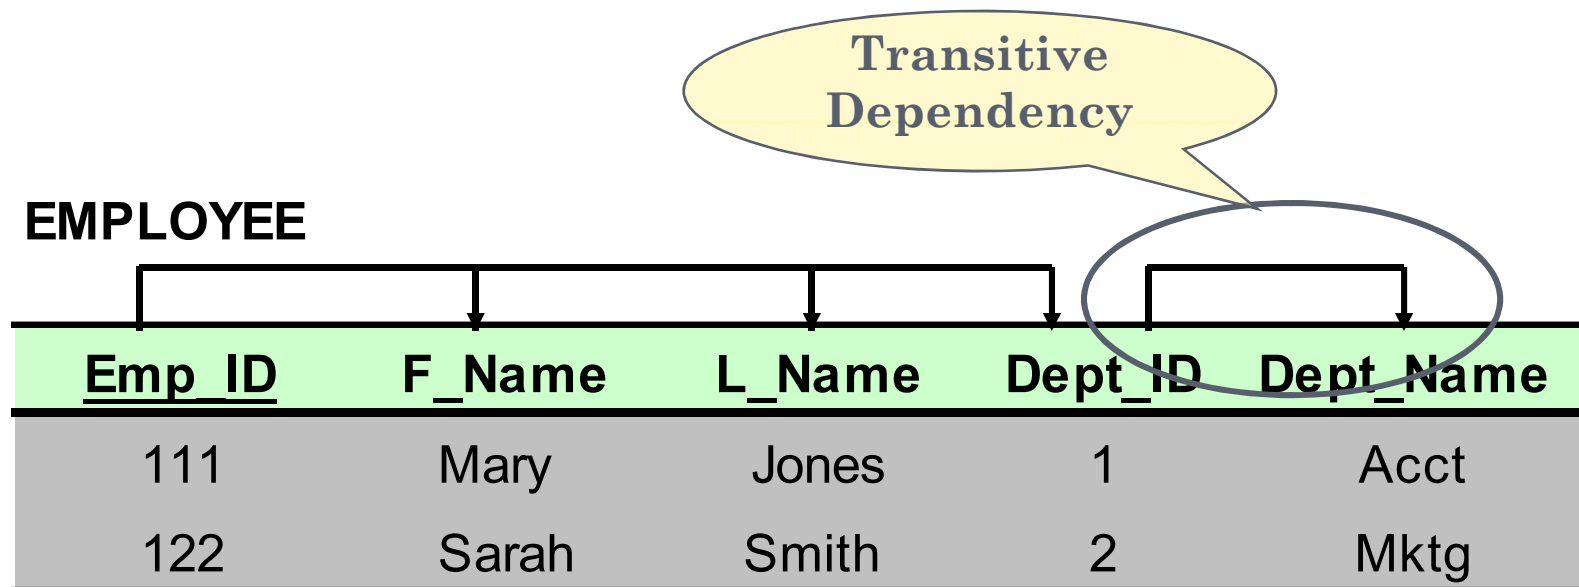 Transitive
Dependency
EMPLOYEE
Emp_ID F_Name L_Name Dept_ID Dept_Name
111 Mary Jones 1 Acct
122 Sarah Smith 2 Mktg